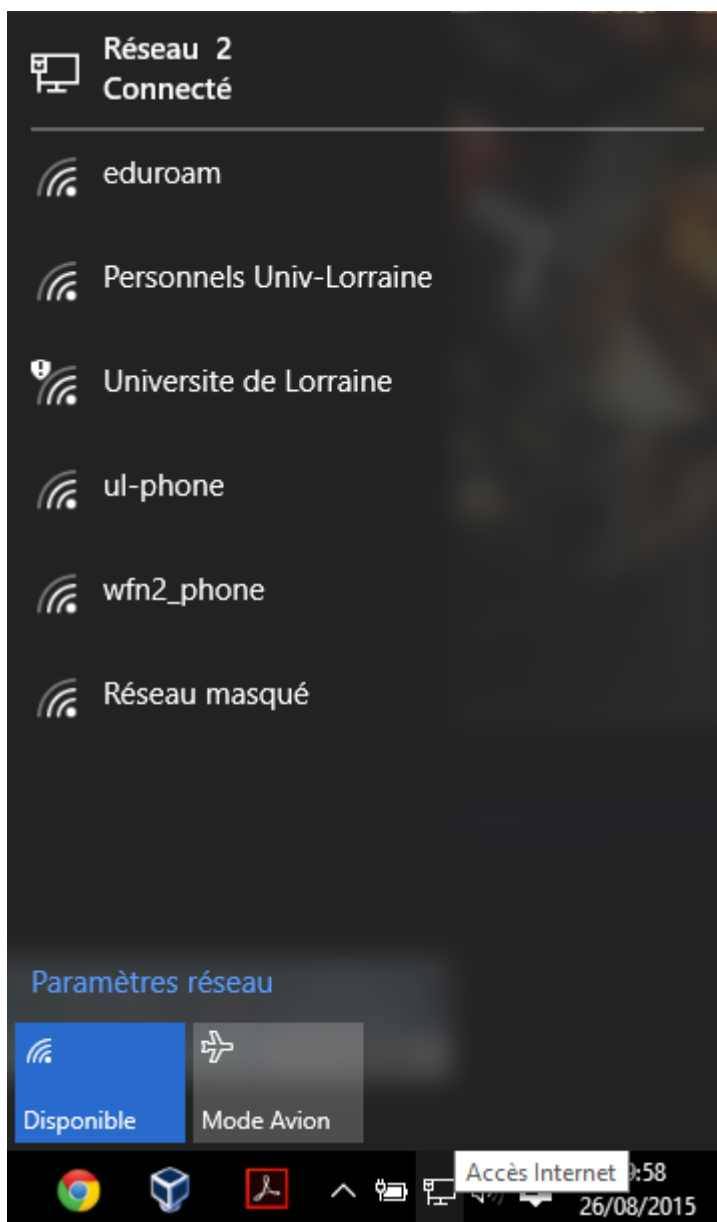 Réseau 2
Connecté
eduroam
Personnels Univ-Lorraine
Universite de Lorraine
ul-phone
wfn2_phone
Réseau masqué
Paramètres réseau
Disponible
Mode Avion
Accès Internet
:58
26/08/2015